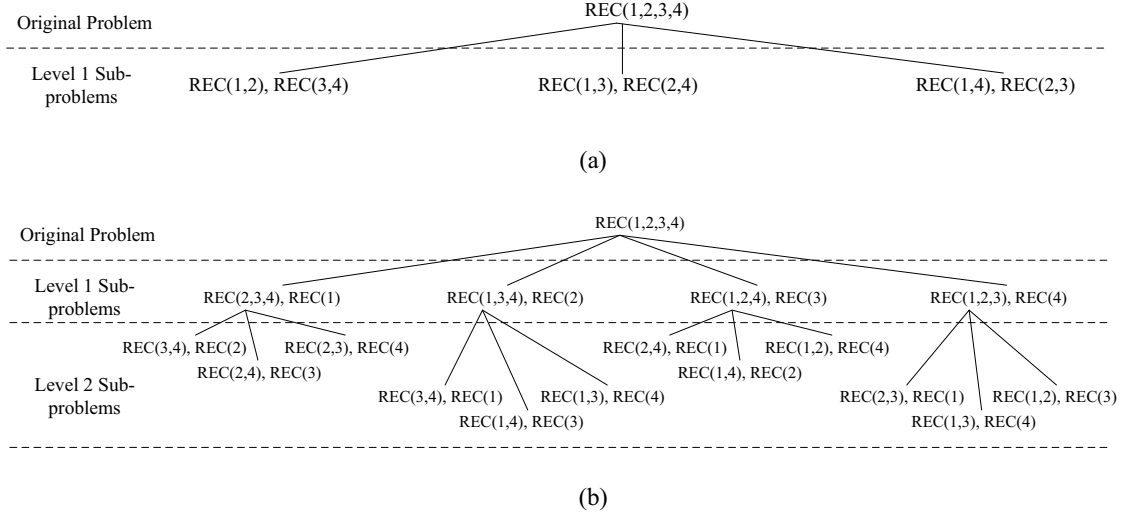 REC(1,2,3,4)
Original Problem
Level 1 Sub-
problems
REC(1,2), REC(3,4)
REC(1,3), REC(2,4)
REC(1,4), REC(2,3)
(a)
REC(1,2,3,4)
Original Problem
Level 1 Sub-
problems
REC(2,3,4), REC(1)
REC(1,3,4), REC(2)
REC(1,2,4), REC(3)
REC(1,2,3), REC(4)
REC(3,4), REC(2)
REC(2,3), REC(4)
REC(2,4), REC(1)
REC(1,2), REC(4)
REC(2,4), REC(3)
REC(1,4), REC(2)
Level 2 Sub-
problems
REC(3,4), REC(1)
REC(1,3), REC(4)
REC(2,3), REC(1)
REC(1,2), REC(3)
REC(1,4), REC(3)
REC(1,3), REC(4)
(b)